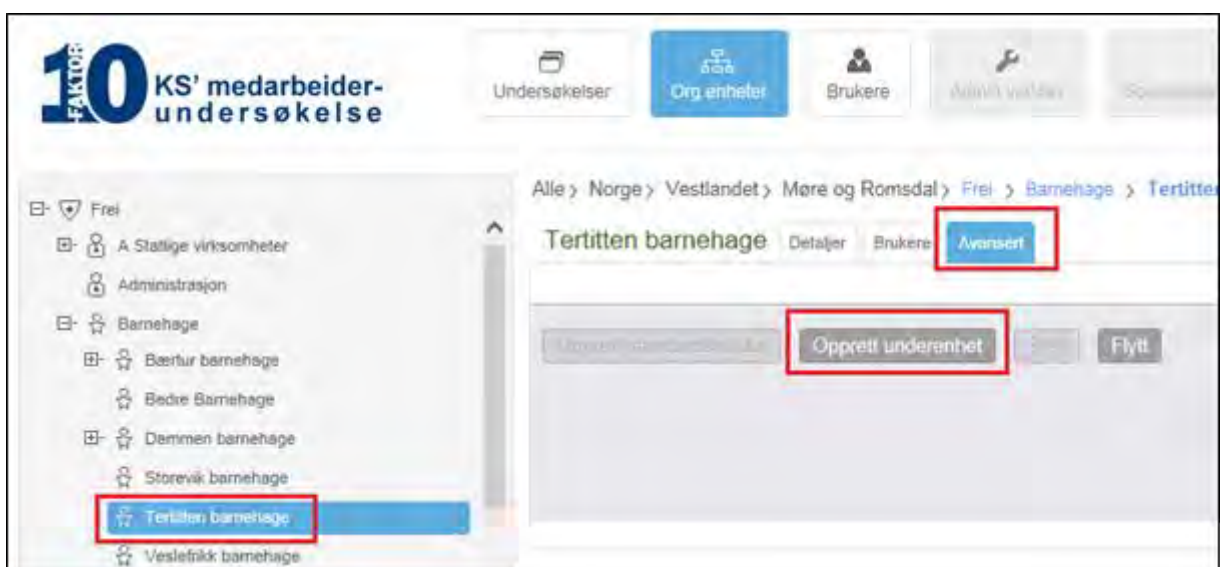 10 FAKTOR
KS' medarbeider-
undersøkelse
Undersøkelser
Org enheter
Brukere
Alle > Norge > Vestlandet > Møre og Romsdal > Frei > Barnehage > Tertitten
Tertitten barnehage Detaljer Brukere Avansert
Opprett underenhet Flytt
Frei
A Statlige virksomheter
Administrasjon
Barnehage
Bærtur barnehage
Bedre Barnehage
Dammen barnehage
Storevik barnehage
Tertitten barnehage
Veslefrikk barnehage